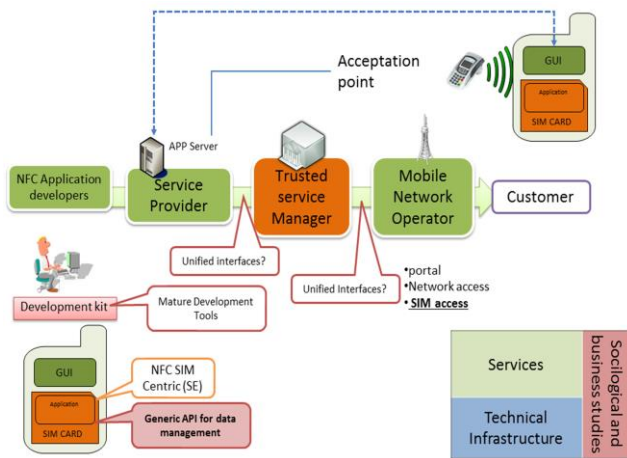 Acceptation
point
GUI
Application
SIM CARD
APP Server
NFC Application
developers
Service
Provider
Trusted
service
Manager
Mobile
Network
Operator
Customer
Unified interfaces?
Unified Interfaces?
•portal
•Network access
•SIM access
Development kit
Mature Development
Tools
GUI
Application
SIM CARD
NFC SIM
Centric (SE)
Generic API for data
management
Services
Technical
Infrastructure
Socilogical and
business studies